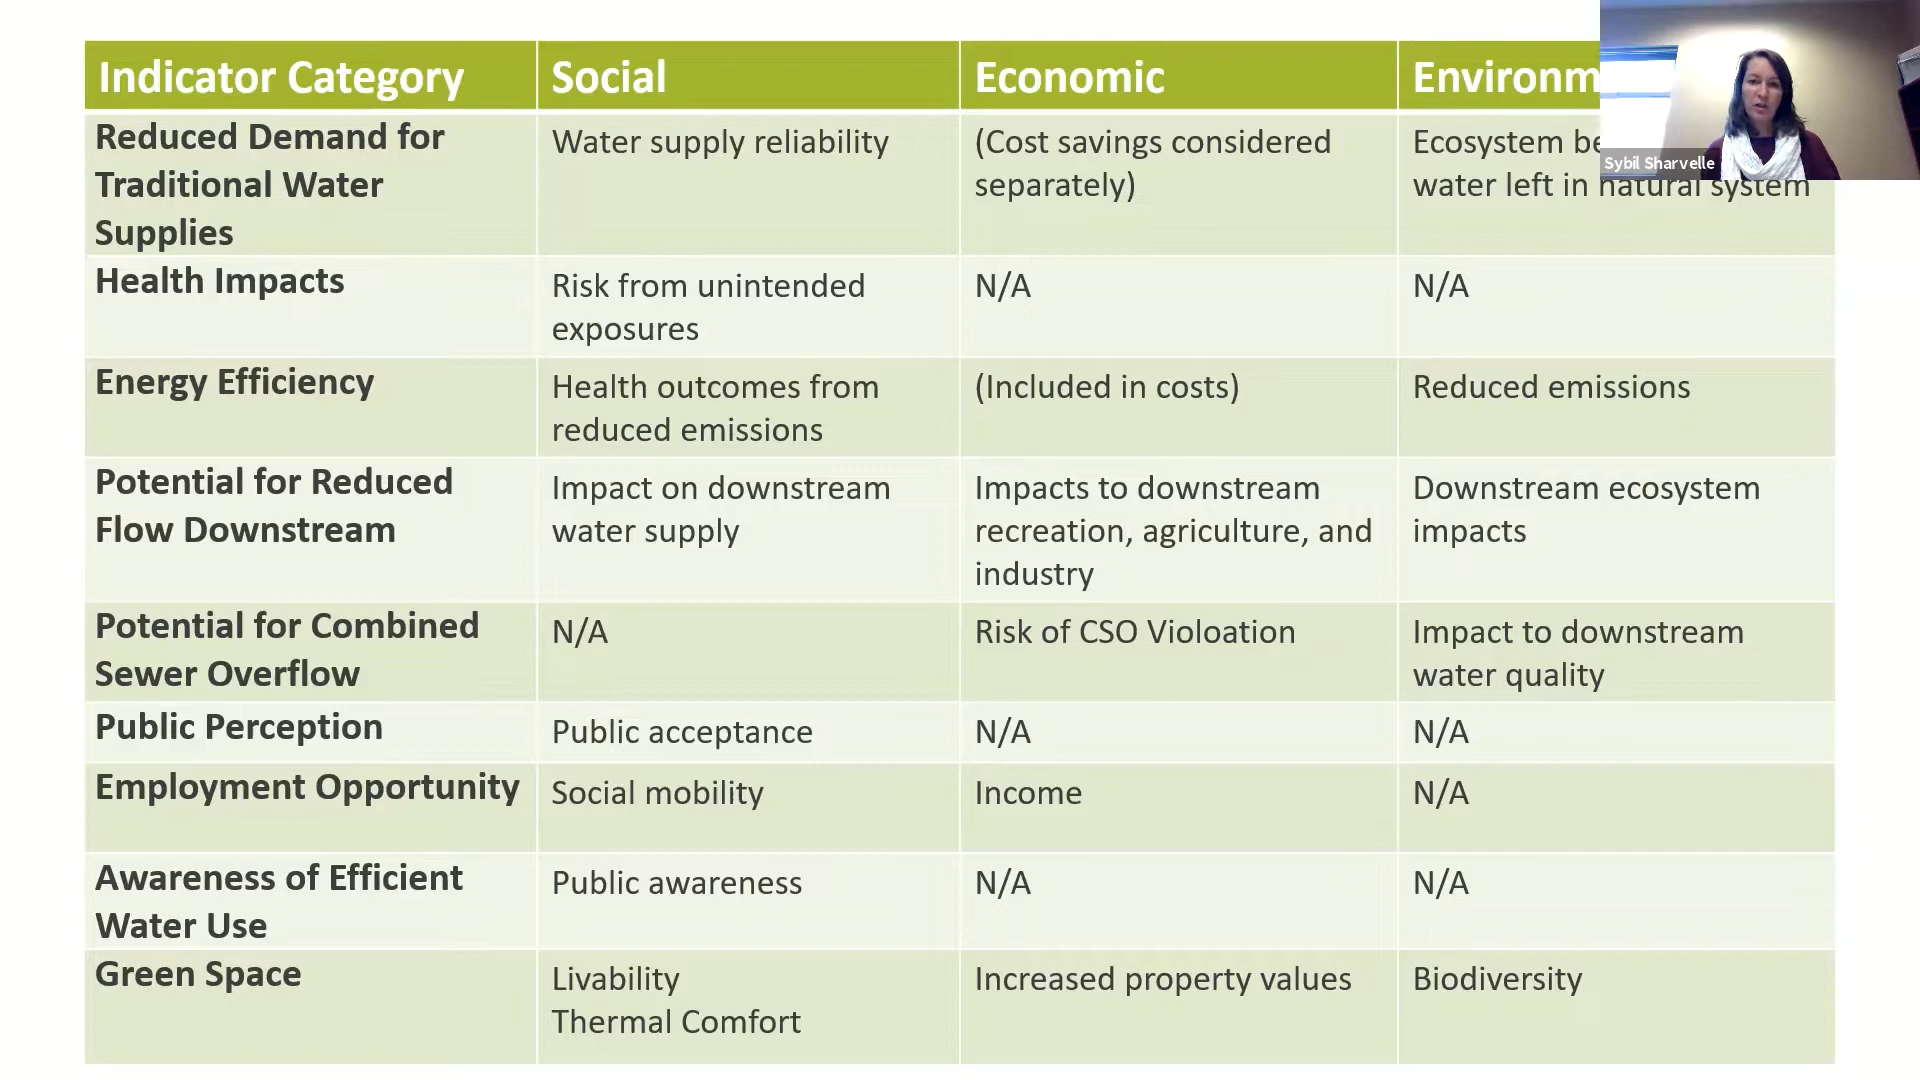 Indicator Category Social Economic
Reduced Demand for
Traditional Water
Supplies
Water supply reliability
(Cost savings considered
separately)
Ecosystem
water left in natural system
Sybil Sharvelle
Health Impacts
Risk from unintended
exposures
N/A
N/A
Energy Efficiency
Health outcomes from
reduced emissions
(Included in costs)
Reduced emissions
Potential for Reduced
Flow Downstream
Impact on downstream
water supply
Impacts to downstream
recreation, agriculture, and
industry
Downstream ecosystem
impacts
Potential for Combined
Sewer Overflow
N/A
Risk of CSO Violoation
Impact to downstream
water quality
Public Perception
Public acceptance
N/A
N/A
Employment Opportunity
Social mobility
Income
N/A
Awareness of Efficient
Water Use
Public awareness
N/A
N/A
Green Space
Livability
Thermal Comfort
Increased property values
Biodiversity